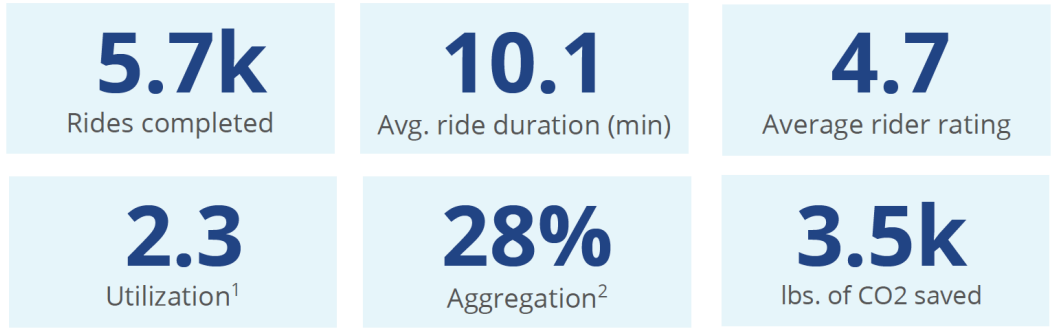 5.7k
Rides completed
10.1
Avg. ride duration (min)
4.7
Average rider rating
2.3
Utilization¹
28%
Aggregation²
3.5k
lbs. of CO2 saved